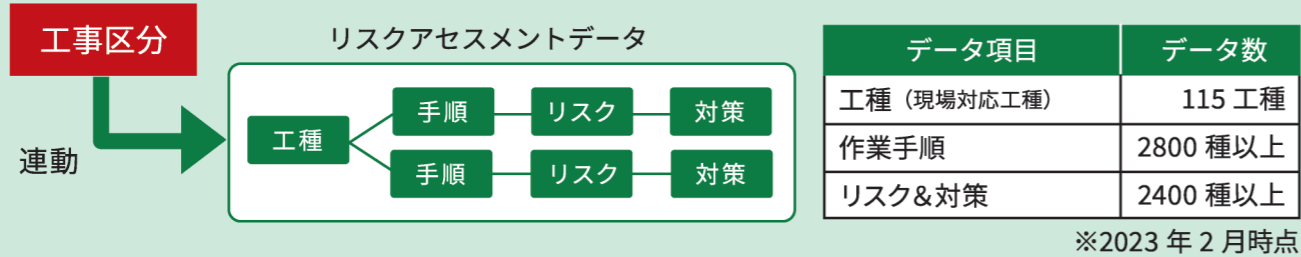 工事区分
連動
リスクアセスメントデータ
工種
手順 リスク 対策
手順 リスク 対策
データ項目 データ数
工種（現場対応工種） 115 工種
作業手順 2800 種以上
リスク&対策 2400 種以上
※2023 年 2 月時点